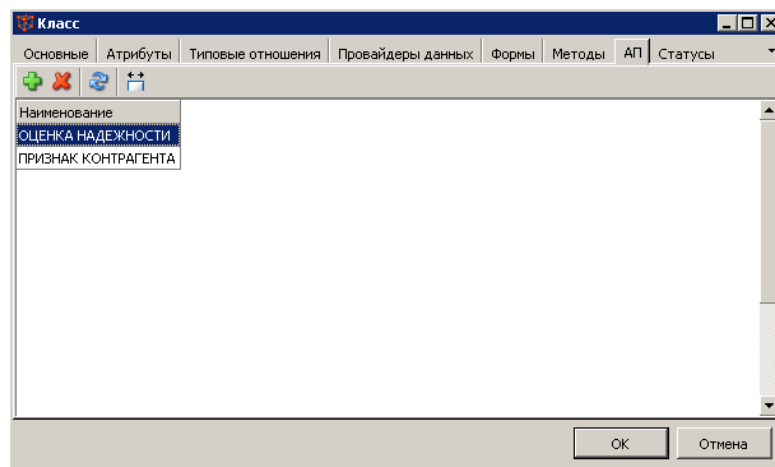 Класс
Основные Атрибуты Типовые отношения Провайдеры данных Формы Методы АП Статусы
Наименование
ОЦЕНКА НАДЕЖНОСТИ
ПРИЗНАК КОНТРАГЕНТА
OK Отмена